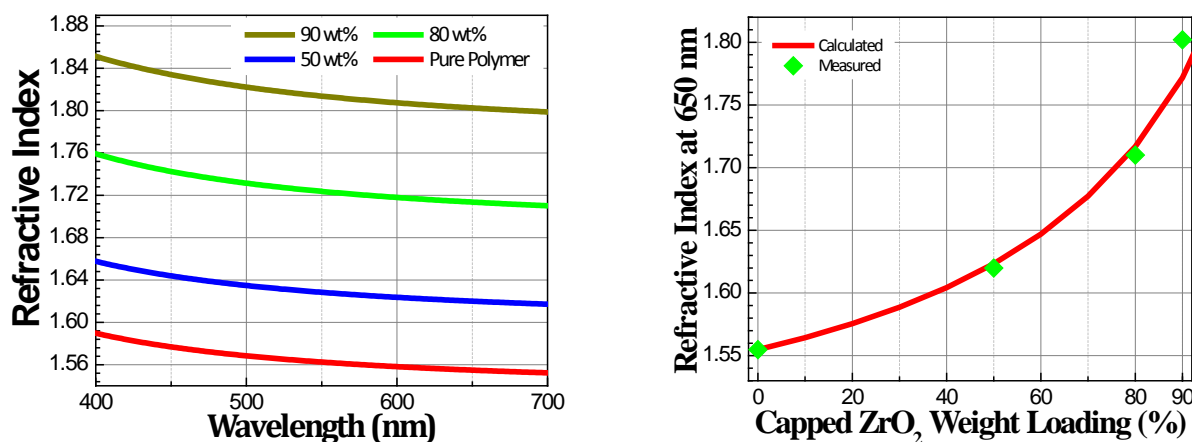 Refractive Index
1.88
1.84
1.80
1.76
1.72
1.68
1.64
1.60
1.56
90 wt%
80 wt%
50 wt%
Pure Polymer
400
500
600
700
Wavelength (nm)
Refractive Index at 650 nm
1.80
1.75
1.70
1.65
1.60
1.55
Calculated
Measured
0
20
40
60
80
90
Capped ZrO₂ Weight Loading (%)